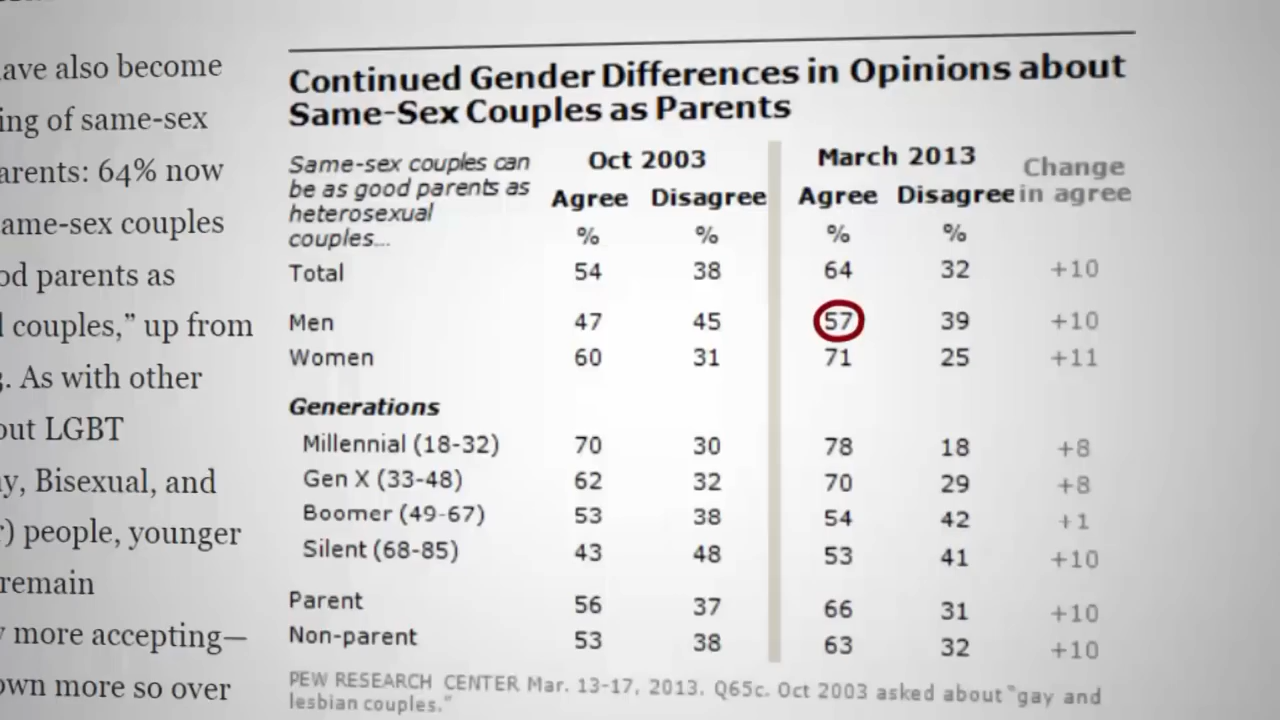 ave also become
ing of same-sex
arents: 64% now
ame-sex couples
od parents as
couples,” up from
. As with other
out LGBT
y, Bisexual, and
) people, younger
remain
more accepting—
own more so over
Continued Gender Differences in Opinions about
Same-Sex Couples as Parents
Same-sex couples can
be as good parents as
heterosexual
couples...
Oct 2003 March 2013 Change
Agree Disagree Agree Disagree in agree
% % % %
Total 54 38 64 32 +10
Men 47 45 57 39 +10
Women 60 31 71 25 +11
Generations
Millennial (18-32) 70 30 78 18 +8
Gen X (33-48) 62 32 70 29 +8
Boomer (49-67) 53 38 54 42 +1
Silent (68-85) 43 48 53 41 +10
Parent 56 37 66 31 +10
Non-parent 53 38 63 32 +10
PEW RESEARCH CENTER Mar. 13-17, 2013. Q65c. Oct 2003 asked about "gay and
lesbian couples."